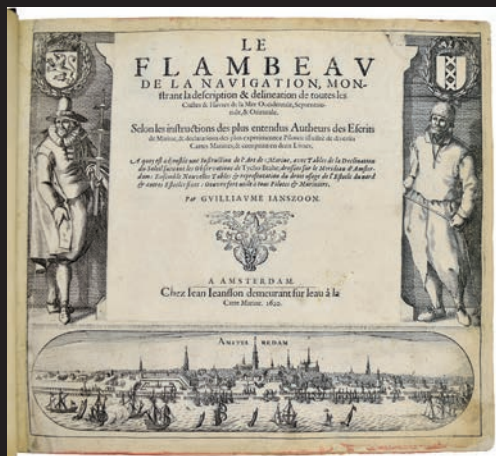 LE
FLAMBEAV
DE LA NAVIGATION, MON-
strant la description & delineation de toutes les
Costes & Havres de la Mer Occidentale, Septentrio-
nale, & Orientale.
Selon les instructions des plus entendus Autheurs des Escrits
de Marine, & declarations des plus experimentez Pilotes: illustré de diverses
Cartes Marines, & comprins en deux Livres,
A quoy est adjoustée une Instruction de l'Art de Marine, avec Tables de la Declination
du Soleil suivant les Observations de Tycho Brahe, dressées sur le Meridian d'Amster-
dam: Ensemble Nouvelles Tables & representation du droit usage de l'Estoile du nord
& autres Estoiles fixes: Oeuvre fort utile à tous Pilotes & Mariniers.
Par GVILLIAVME IANSZOON.
A AMSTERDAM.
Chez Iean Ieansson demeurant sur leau à la
Carte Marine. 1620.
AMSTELREDAM